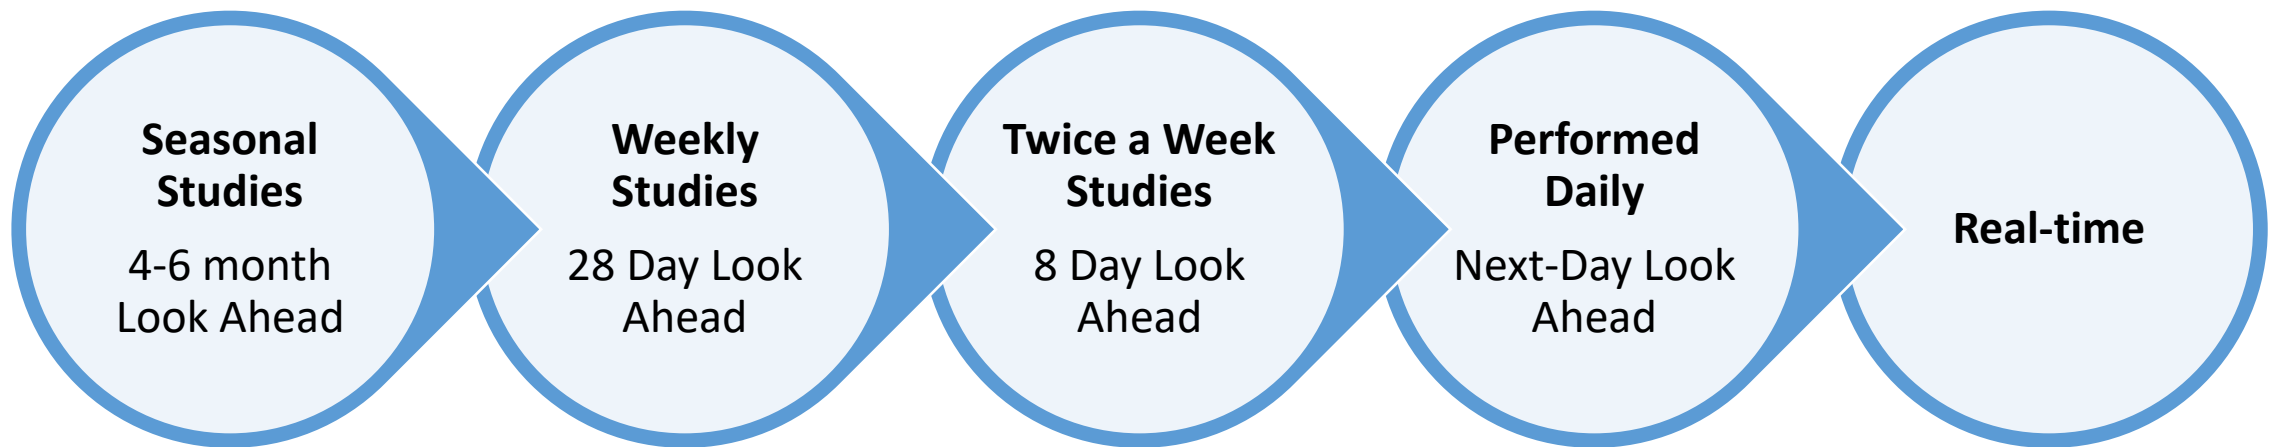 Seasonal
Studies
4-6 month
Look Ahead
Weekly
Studies
28 Day Look
Ahead
Twice a Week
Studies
8 Day Look
Ahead
Performed
Daily
Next-Day Look
Ahead
Real-time